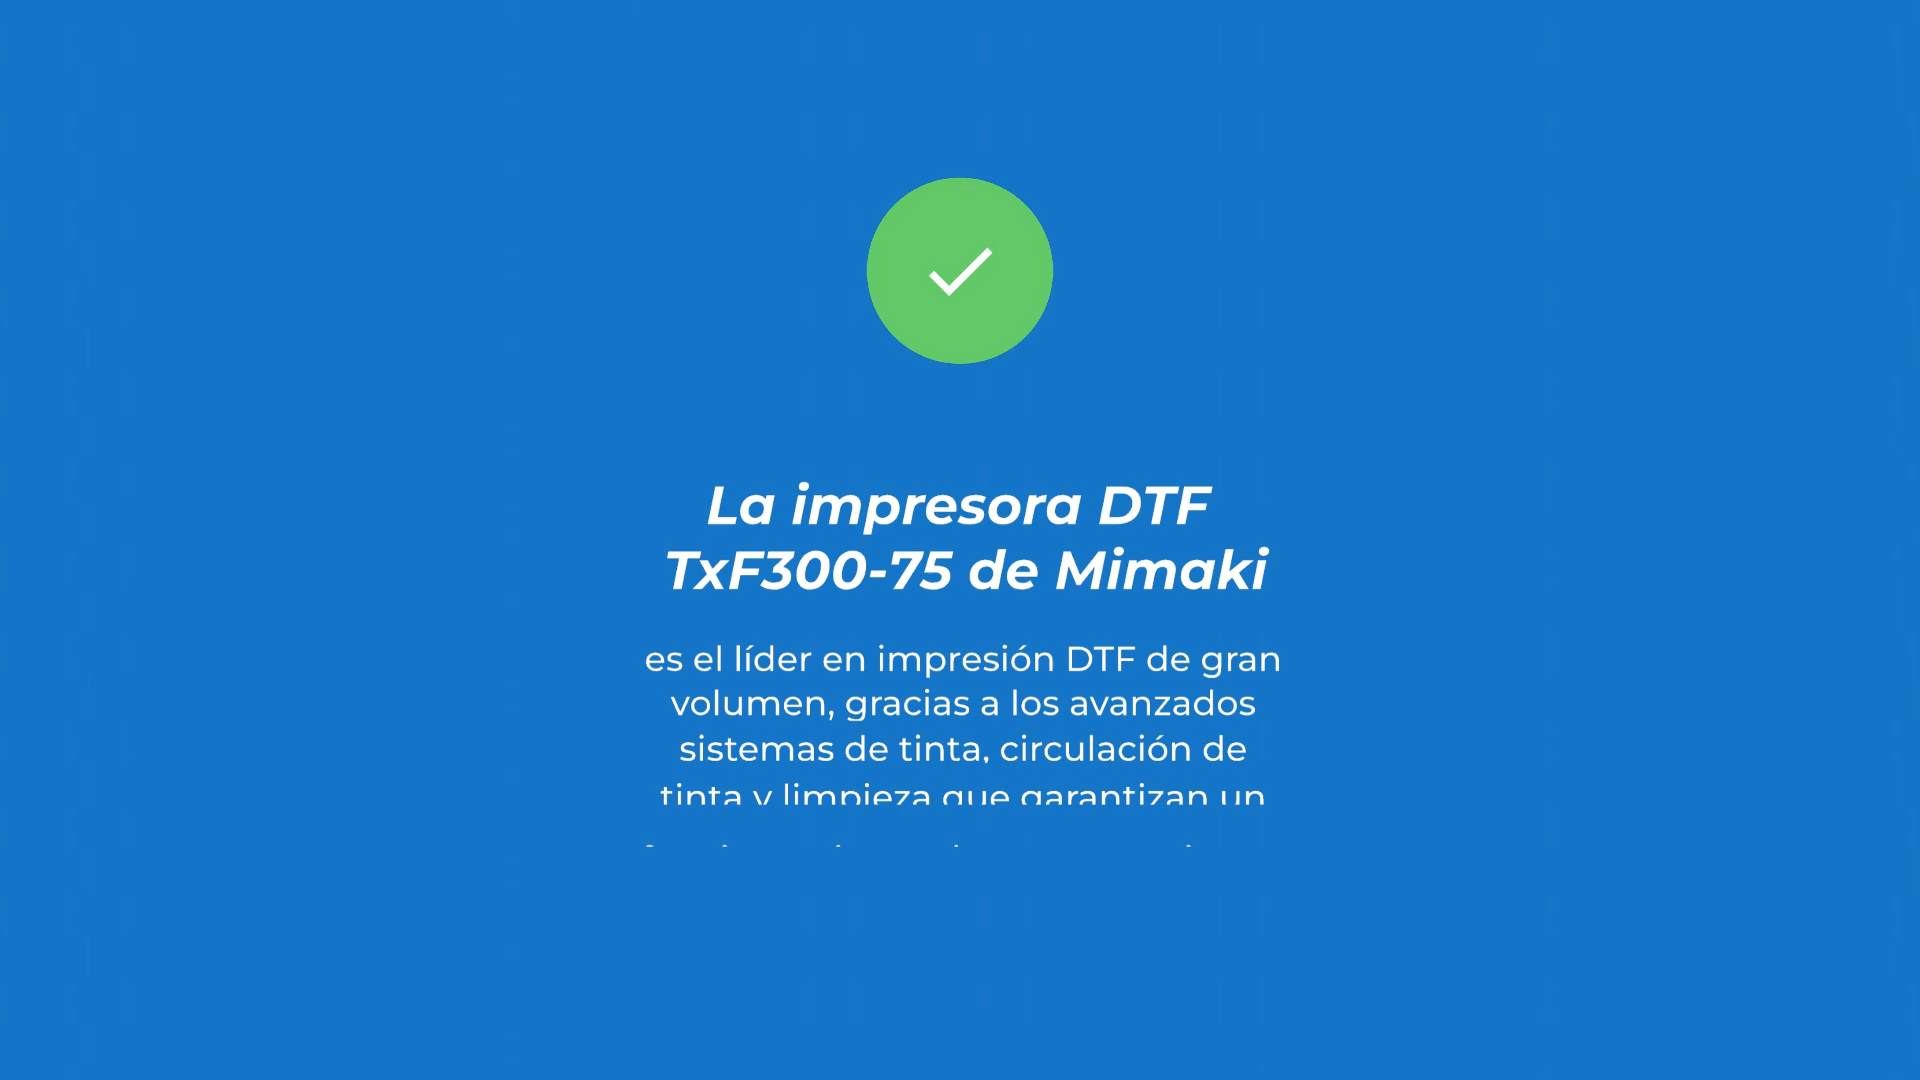 La impresora DTF
TxF300-75 de Mimaki
es el líder en impresión DTF de gran
volumen, gracias a los avanzados
sistemas de tinta, circulación de
tinta y limpieza que garantizan un